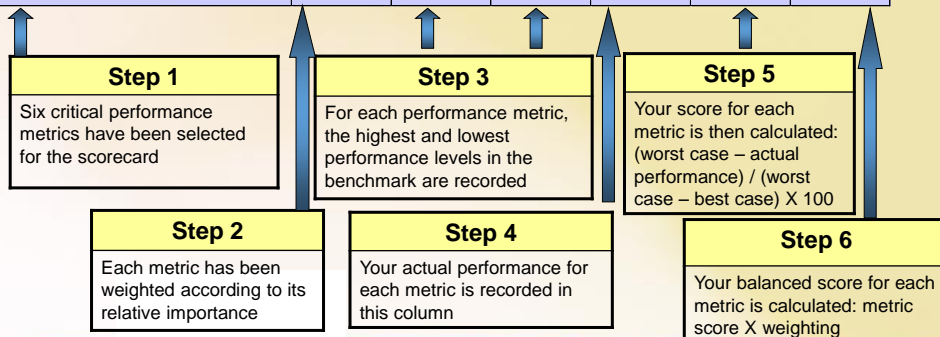 Step 1
Six critical performance
metrics have been selected
for the scorecard
Step 2
Each metric has been
weighted according to its
relative importance
Step 3
For each performance metric,
the highest and lowest
performance levels in the
benchmark are recorded
Step 4
Your actual performance for
each metric is recorded in
this column
Step 5
Your score for each
metric is then calculated:
(worst case – actual
performance) / (worst
case – best case) X 100
Step 6
Your balanced score for each
metric is calculated: metric
score X weighting